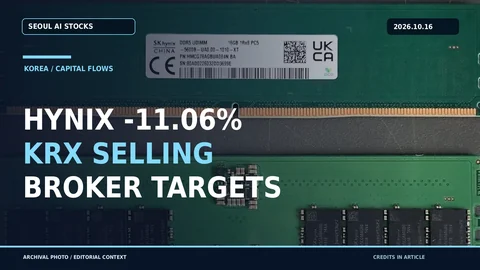 SEOUL AI STOCKS
2026.10.16
KOREA / CAPITAL FLOWS
SK hynix
CHINA
UK
CA
HYNIX -11.06%
KRX SELLING
BROKER TARGETS
ARCHIVAL PHOTO / EDITORIAL CONTEXT
CREDITS IN ARTICLE